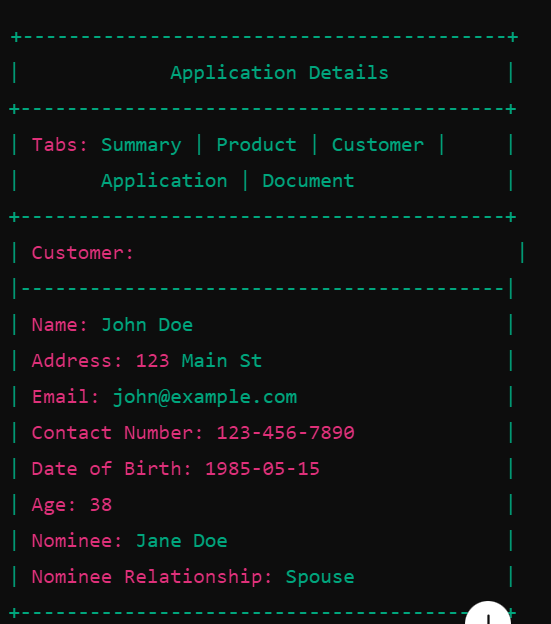 +------------------------------------------+
|             Application Details          |
+------------------------------------------+
| Tabs: Summary | Product | Customer |     |
|       Application | Document             |
+------------------------------------------+
| Customer:                                 |
|------------------------------------------|
| Name: John Doe                           |
| Address: 123 Main St                     |
| Email: john@example.com                  |
| Contact Number: 123-456-7890             |
| Date of Birth: 1985-05-15                |
| Age: 38                                  |
| Nominee: Jane Doe                        |
| Nominee Relationship: Spouse             |
+------------------------------------------+